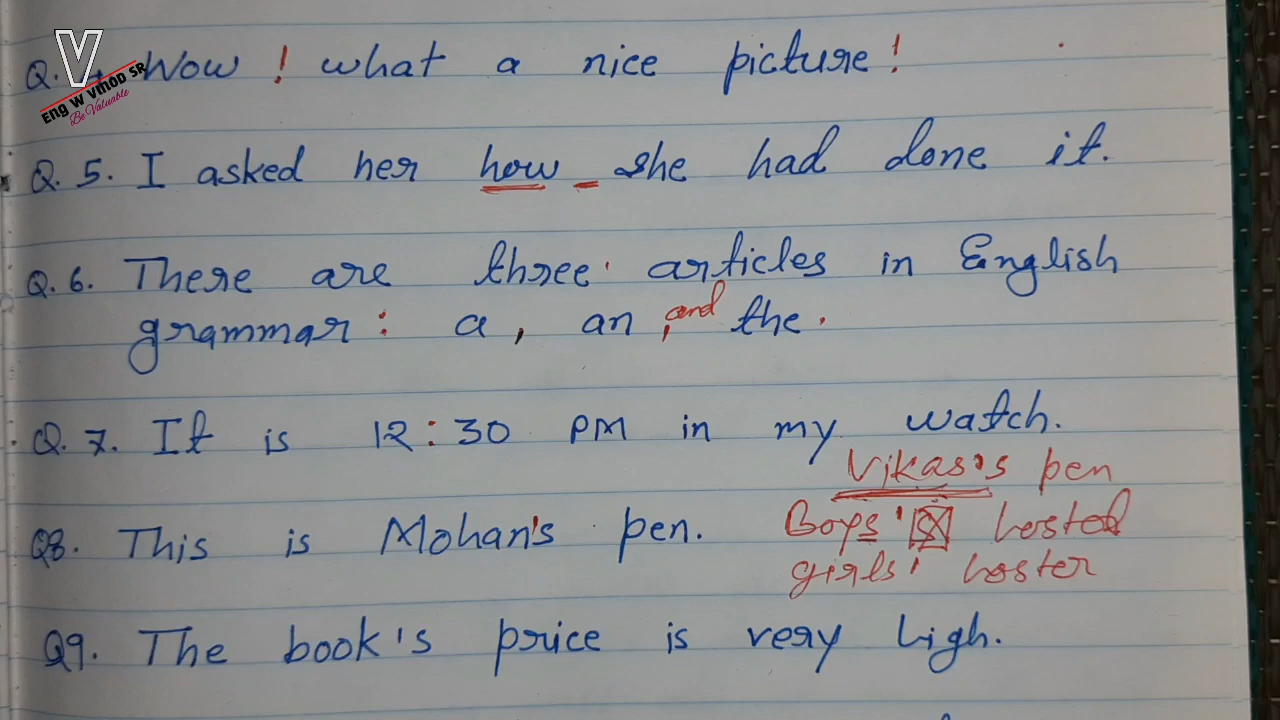 V
Eng w Vinod SR
Be Valuable
Q. 4. Wow ! what a nice picture !
Q. 5. I asked her how she had done it.
Q. 6. There are three articles in English
grammar : a , an , and the .
Q. 7. It is 12:30 PM in my watch.
Vikas's pen
Q8. This is Mohan's pen.
Boys' hostel
girls' hoster
Q9. The book's price is very high.